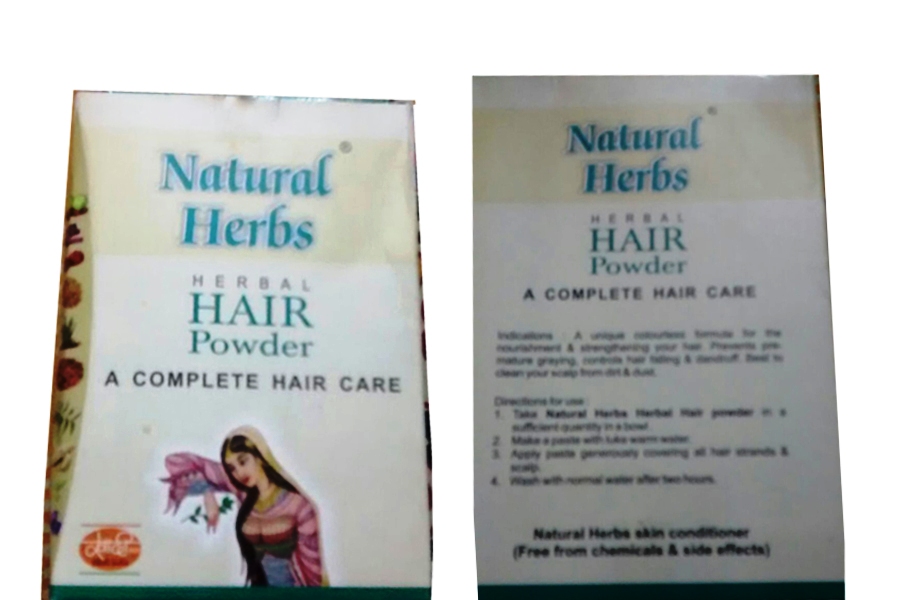 Natural ®
Herbs
HERBAL
HAIR
Powder
A COMPLETE HAIR CARE
Natural ®
Herbs
HERBAL
HAIR
Powder
A COMPLETE HAIR CARE
Indications : A unique colourless formula for the
nourishment & strengthening your hair. Prevents pre-
mature graying, controls hair falling & dandruff. Best to
clean your scalp from dirt & dust.
Directions for use :
1. Take Natural Herbs Herbal Hair powder in a
sufficient quantity in a bowl.
2. Make a paste with luke warm water.
3. Apply paste generously covering all hair strands &
scalp.
4. Wash with normal water after two hours.
Natural Herbs skin conditioner
(Free from chemicals & side effects)